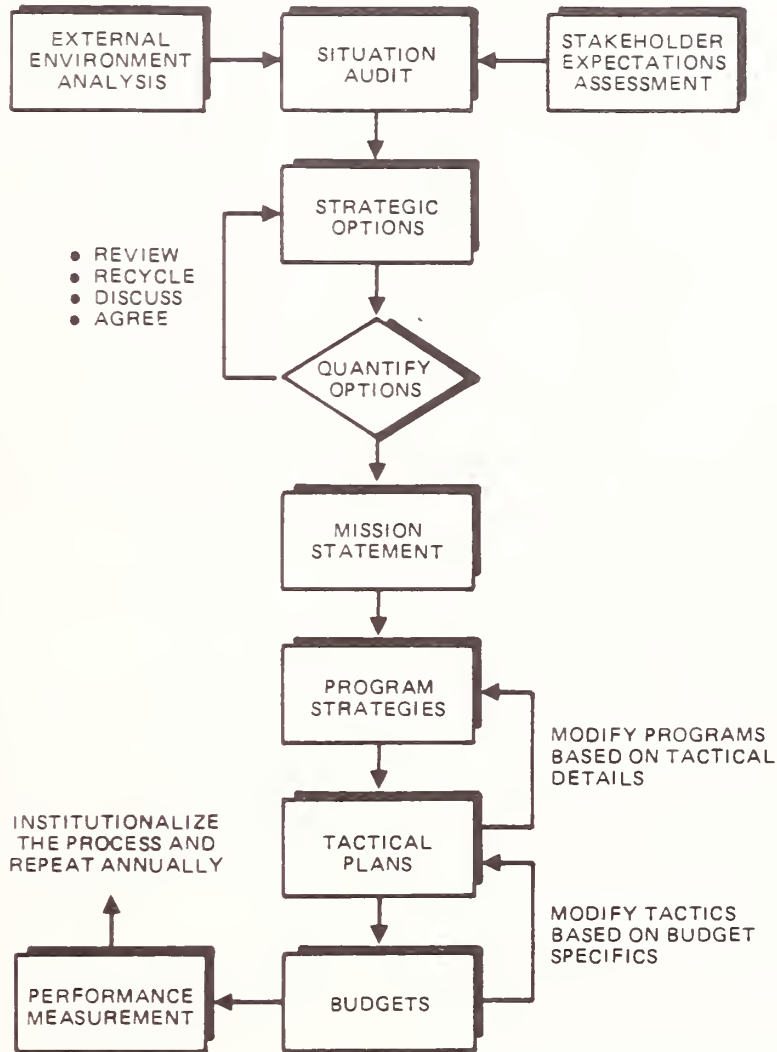 EXTERNAL
ENVIRONMENT
ANALYSIS
SITUATION
AUDIT
STAKEHOLDER
EXPECTATIONS
ASSESSMENT
STRATEGIC
OPTIONS
• REVIEW
• RECYCLE
• DISCUSS
• AGREE
QUANTIFY
OPTIONS
MISSION
STATEMENT
PROGRAM
STRATEGIES
MODIFY PROGRAMS
BASED ON TACTICAL
DETAILS
TACTICAL
PLANS
INSTITUTIONALIZE
THE PROCESS AND
REPEAT ANNUALLY
MODIFY TACTICS
BASED ON BUDGET
SPECIFICS
PERFORMANCE
MEASUREMENT
BUDGETS